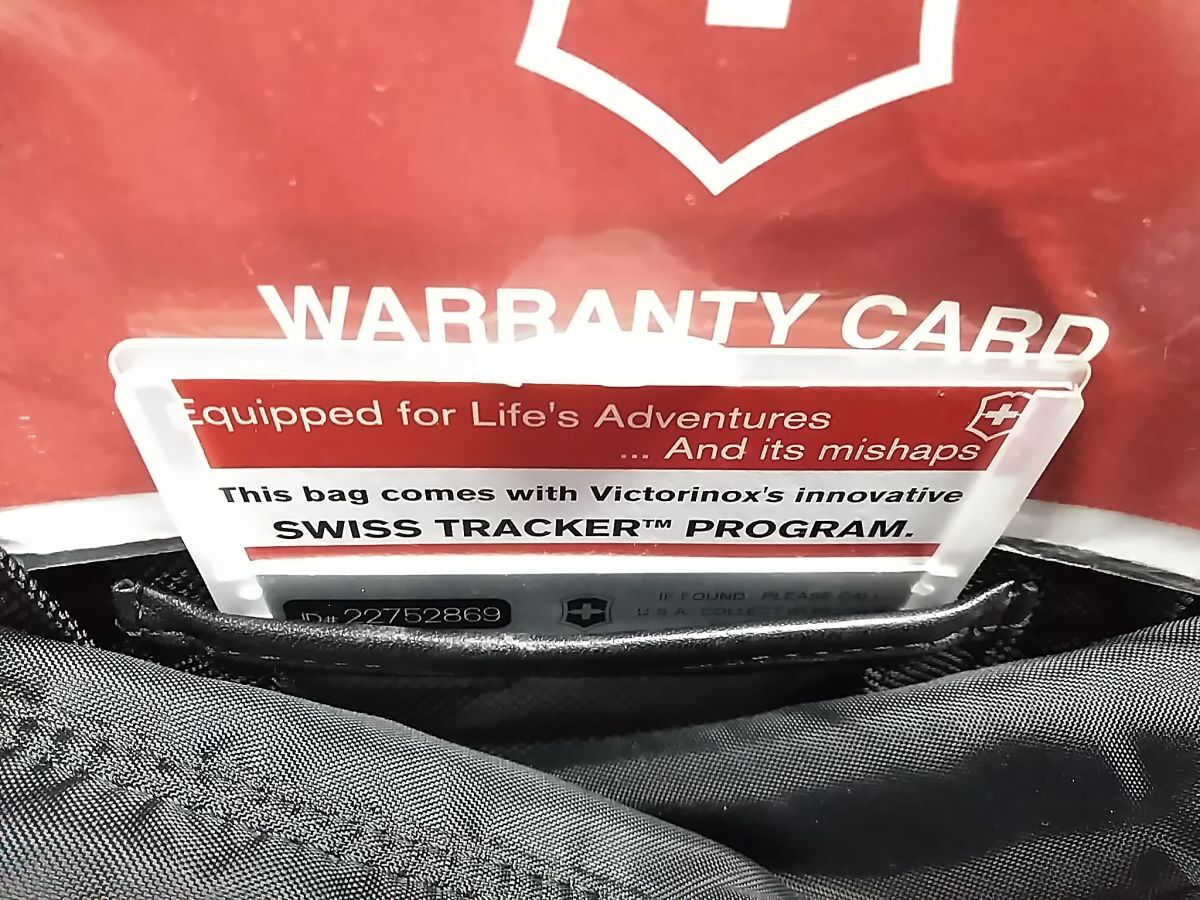 WARRANTY CARD
Equipped for Life's Adventures
... And its mishaps
This bag comes with Victorinox's innovative
SWISS TRACKER™ PROGRAM.
ID# 22752869
IF FOUND PLEASE CALL
U.S.A. COLLECT